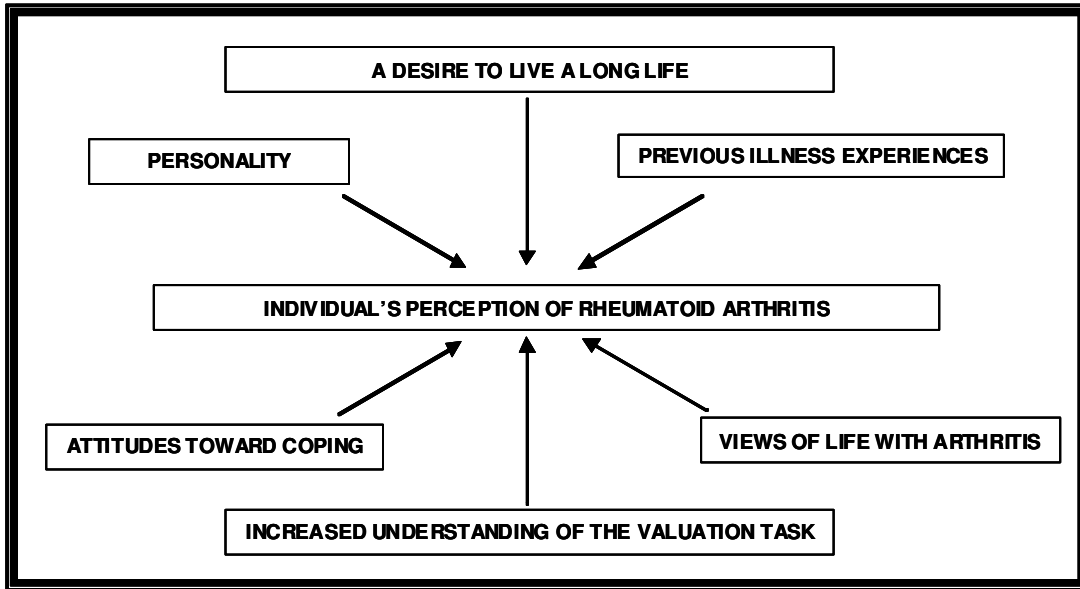 A DESIRE TO LIVE A LONG LIFE
PERSONALITY
PREVIOUS ILLNESS EXPERIENCES
INDIVIDUAL’S PERCEPTION OF RHEUMATOID ARTHRITIS
ATTITUDES TOWARD COPING
VIEWS OF LIFE WITH ARTHRITIS
INCREASED UNDERSTANDING OF THE VALUATION TASK